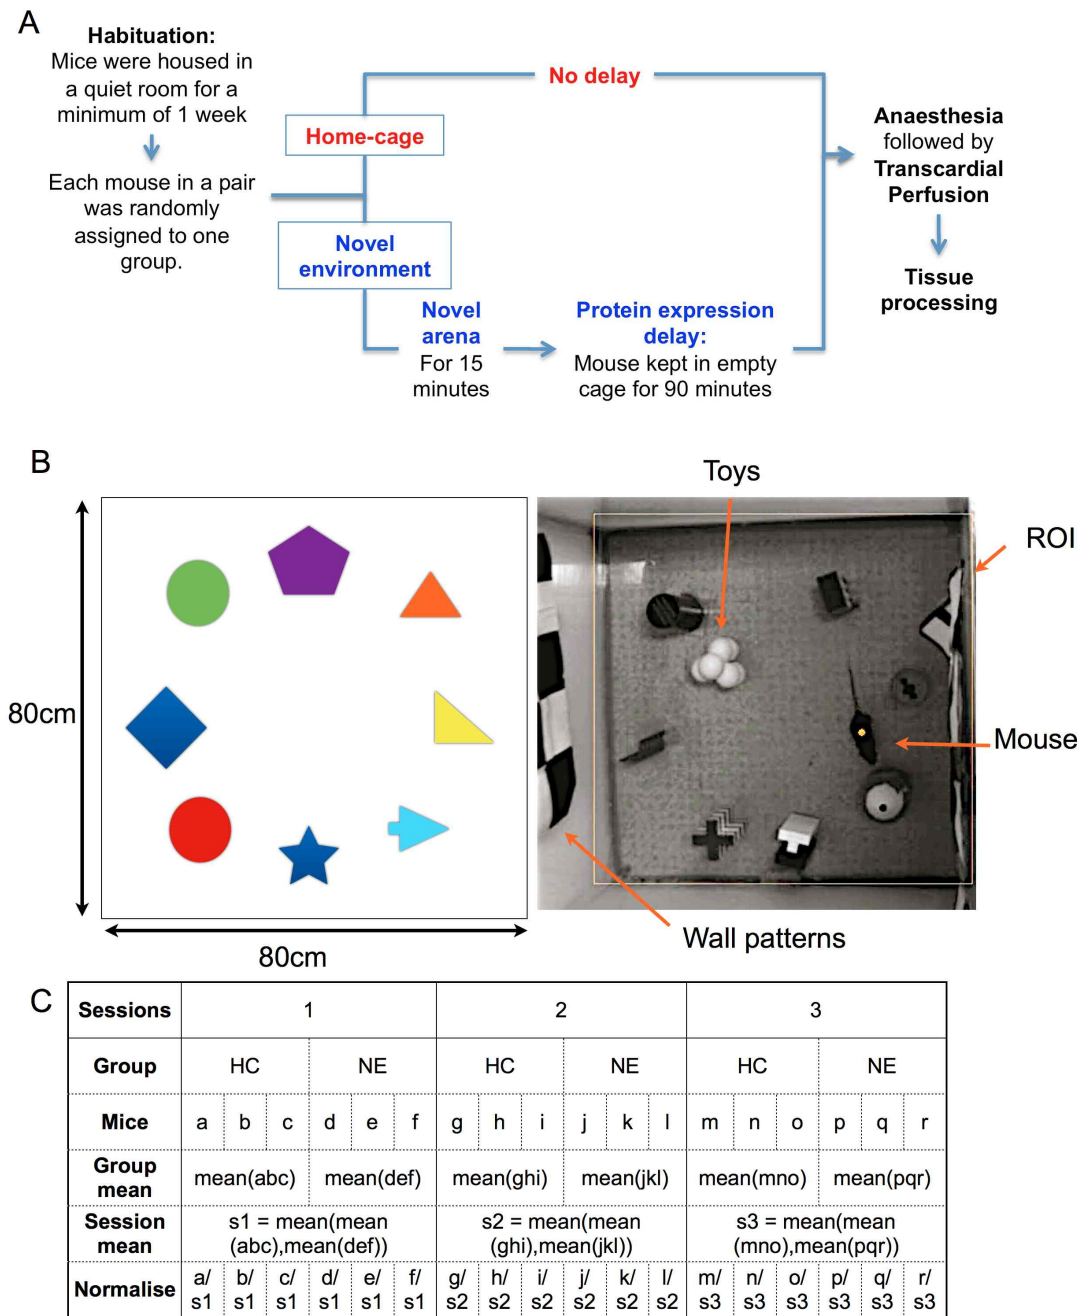 A
Habituation:
Mice were housed in
a quiet room for a
minimum of 1 week
Each mouse in a pair
was randomly
assigned to one
group.
Home-cage
No delay
Novel
environment
Novel
arena
For 15
minutes
Protein expression
delay:
Mouse kept in empty
cage for 90 minutes
Anaesthesia
followed by
Transcardial
Perfusion
Tissue
processing
B
80cm
80cm
Toys
ROI
Mouse
Wall patterns
C
Sessions 1 2 3
Group HC NE HC NE HC NE
Mice a b c d e f g h i j k l m n o p q r
Group
mean mean(abc) mean(def) mean(ghi) mean(jkl) mean(mno) mean(pqr)
Session s1 = mean(mean s2 = mean(mean s3 = mean(mean
mean (abc),mean(def)) (ghi),mean(jkl)) (mno),mean(pqr))
Normalise a/ b/ c/ d/ e/ f/ g/ h/ i/ j/ k/ l/ m/ n/ o/ p/ q/ r/
s1 s1 s1 s1 s1 s1 s2 s2 s2 s2 s2 s2 s3 s3 s3 s3 s3 s3